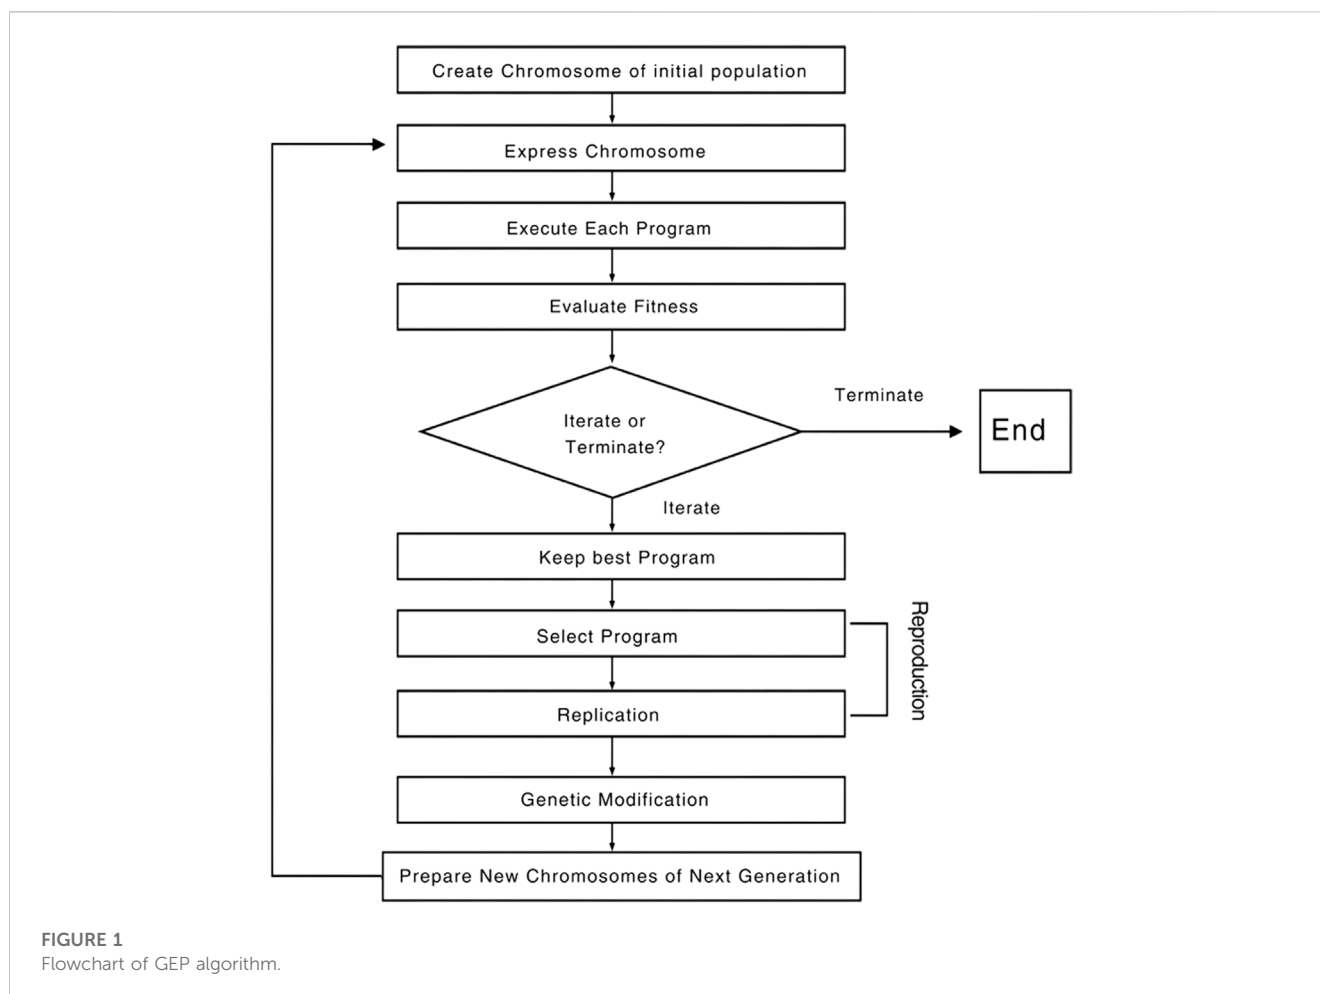 Create Chromosome of initial population
Express Chromosome
Execute Each Program
Evaluate Fitness
Iterate or
Terminate?
Terminate
End
Iterate
Keep best Program
Select Program
Replication
Reproduction
Genetic Modification
Prepare New Chromosomes of Next Generation
FIGURE 1
Flowchart of GEP algorithm.